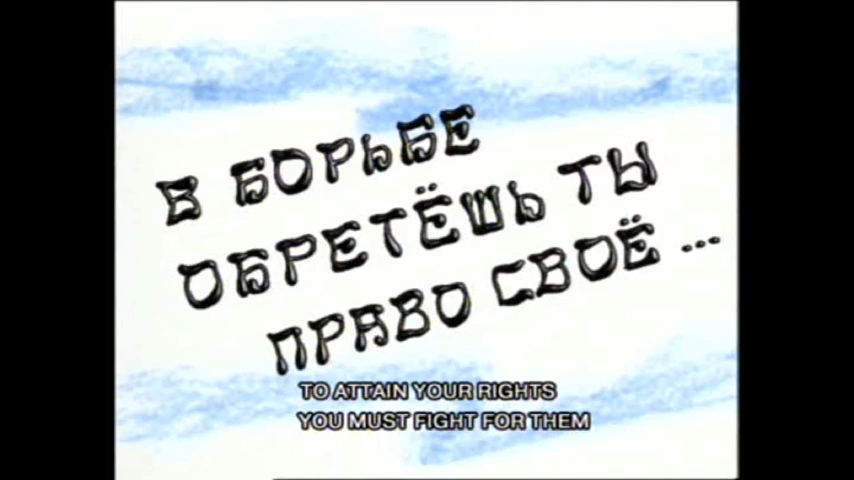 В БОРЬБЕ
ОБРЕТЁШЬ ТЫ
ПРАВО СВОЁ ...
TO ATTAIN YOUR RIGHTS
YOU MUST FIGHT FOR THEM